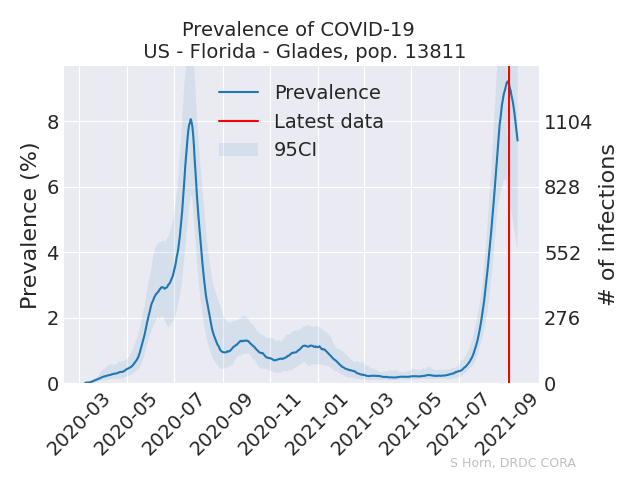 Prevalence of COVID-19
US - Florida - Glades, pop. 13811
Prevalence
Latest data
95CI
Prevalence (%)
8
6
4
2
0
1104
828
552
276
0
# of infections
2020-03
2020-05
2020-07
2020-09
2020-11
2021-01
2021-03
2021-05
2021-07
2021-09
S Horn, DRDC CORA